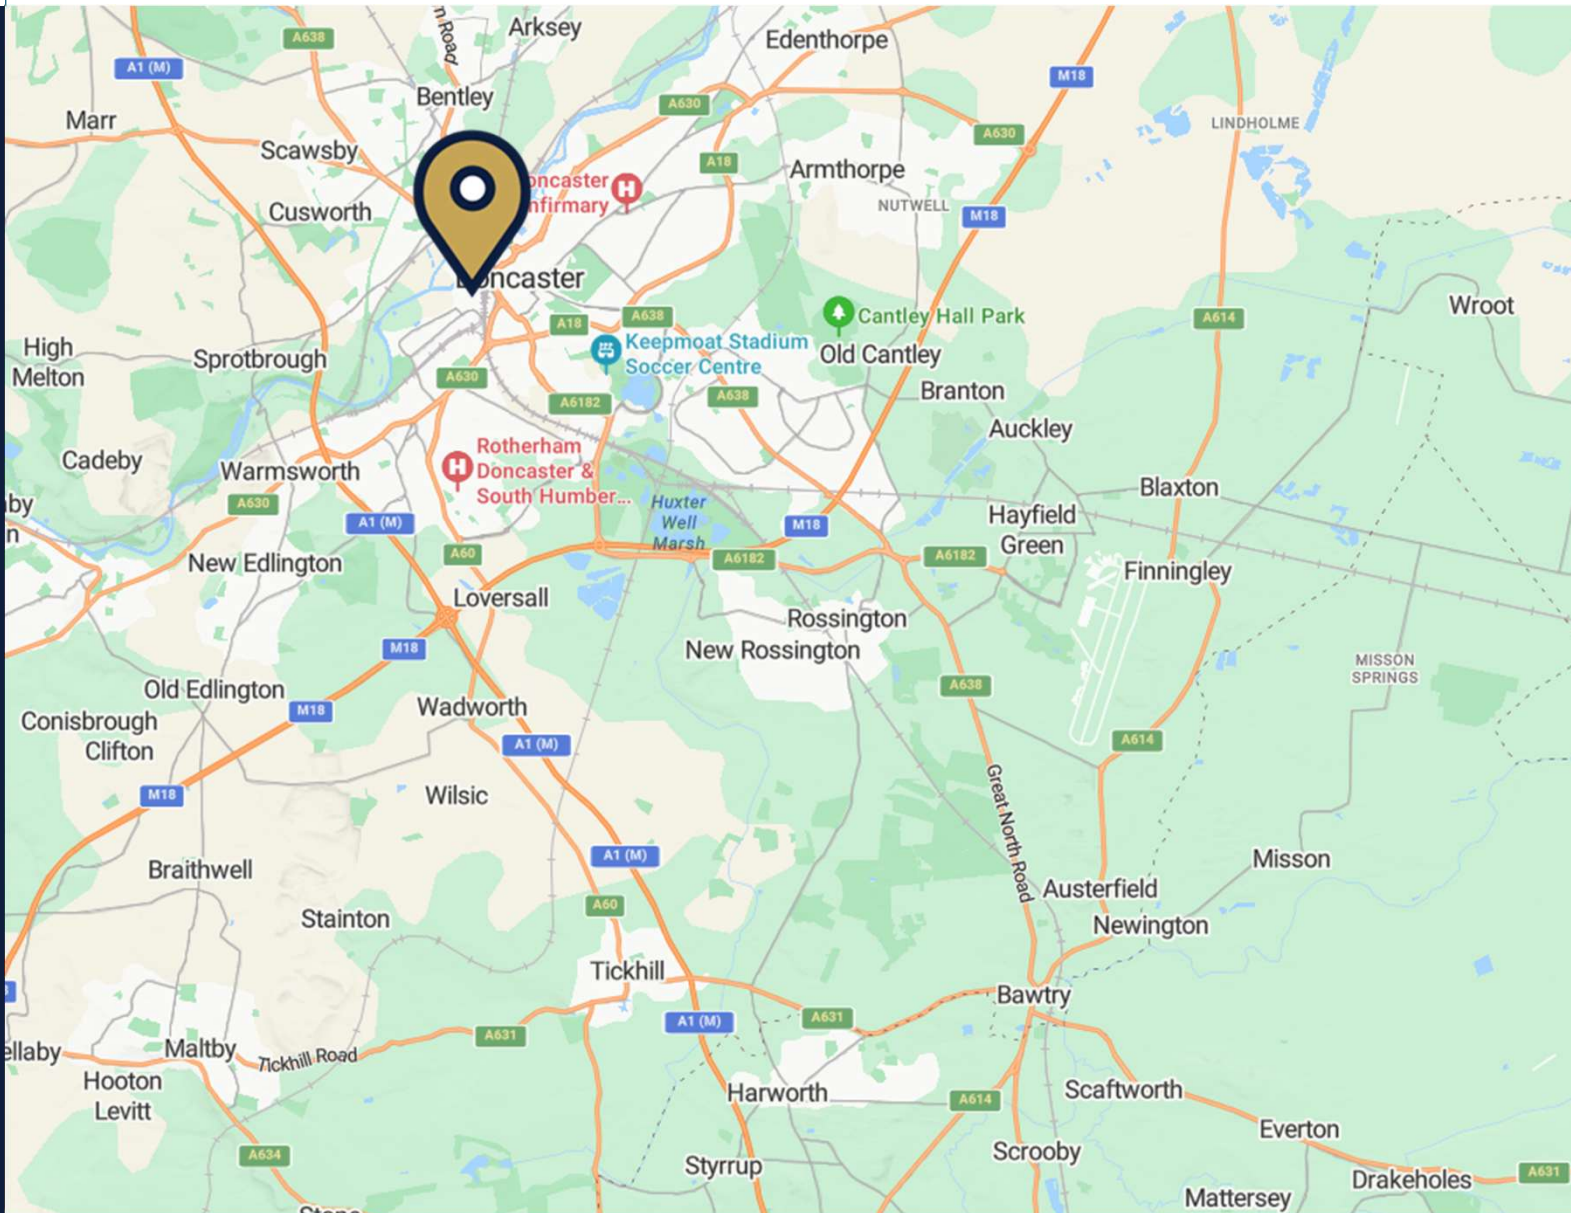 Arksey
n Road
A638
Edenthorpe
A1 (M)
M18
Bentley
A630
Marr
LINDHOLME
A630
Scawsby
A18
Armthorpe
oncaster
nfirmary
NUTWELL
Cusworth
M18
Doncaster
Wroot
Cantley Hall Park
A638
A614
A18
Keepmoat Stadium
Soccer Centre
High
Melton
Sprotbrough
Old Cantley
A630
Branton
A638
A6182
Auckley
Rotherham
Doncaster &
South Humber...
Cadeby
Warmsworth
Blaxton
A630
by
n
Huxter
Well
Marsh
A1 (M)
M18
Hayfield
Green
A60
A6182
A6182
New Edlington
Finningley
Loversall
Rossington
M18
New Rossington
MISSON
SPRINGS
Old Edlington
A638
Wadworth
M18
Conisbrough
Clifton
A1 (M)
A614
M18
Wilsic
Great North Road
A1 (M)
Misson
Braithwell
Austerfield
A60
Stainton
Newington
Tickhill
Bawtry
A631
A1 (M)
A631
ellaby
Maltby
Tickhill Road
Hooton
Levitt
Harworth
A614
Scaftworth
Everton
A634
Scrooby
Styrrup
Drakeholes
A631
Mattersey